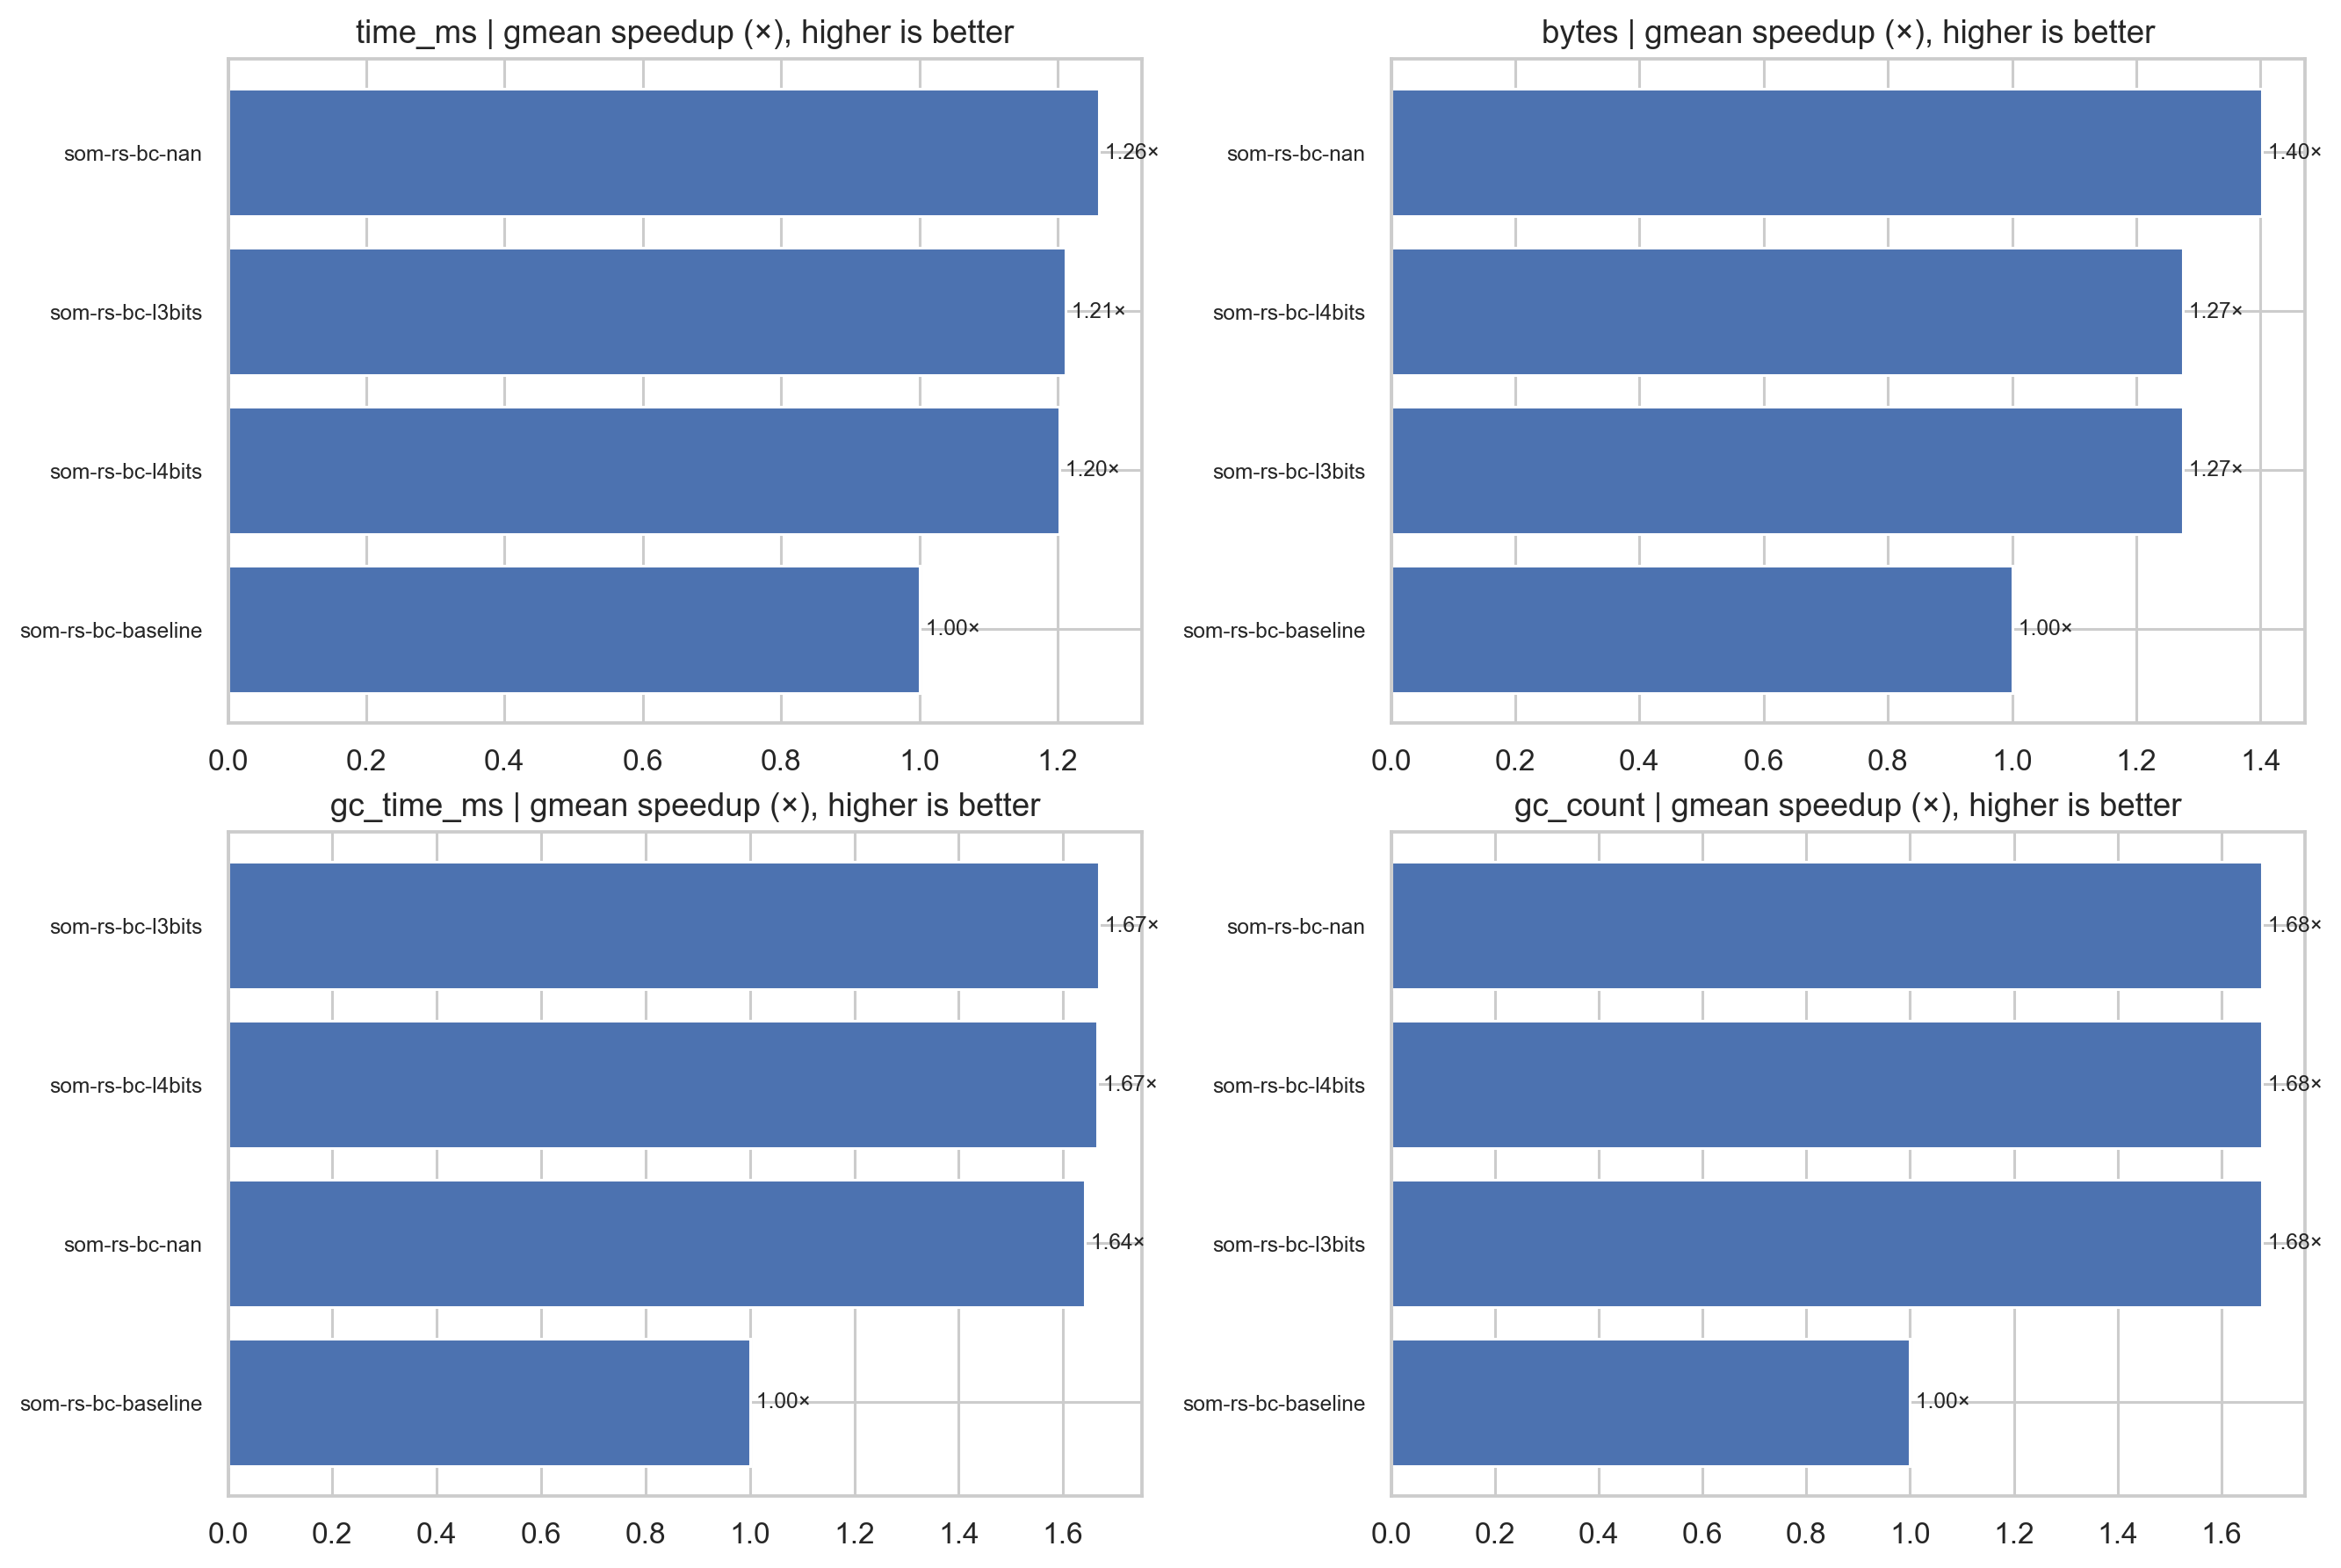 time_ms | gmean speedup (×), higher is better
som-rs-bc-nan
1.26×
som-rs-bc-l3bits
1.21×
som-rs-bc-l4bits
1.20×
som-rs-bc-baseline
1.00×
0.0 0.2 0.4 0.6 0.8 1.0 1.2
bytes | gmean speedup (×), higher is better
som-rs-bc-nan
1.40×
som-rs-bc-l4bits
1.27×
som-rs-bc-l3bits
1.27×
som-rs-bc-baseline
1.00×
0.0 0.2 0.4 0.6 0.8 1.0 1.2 1.4
gc_time_ms | gmean speedup (×), higher is better
som-rs-bc-l3bits
1.67×
som-rs-bc-l4bits
1.67×
som-rs-bc-nan
1.64×
som-rs-bc-baseline
1.00×
0.0 0.2 0.4 0.6 0.8 1.0 1.2 1.4 1.6
gc_count | gmean speedup (×), higher is better
som-rs-bc-nan
1.68×
som-rs-bc-l4bits
1.68×
som-rs-bc-l3bits
1.68×
som-rs-bc-baseline
1.00×
0.0 0.2 0.4 0.6 0.8 1.0 1.2 1.4 1.6